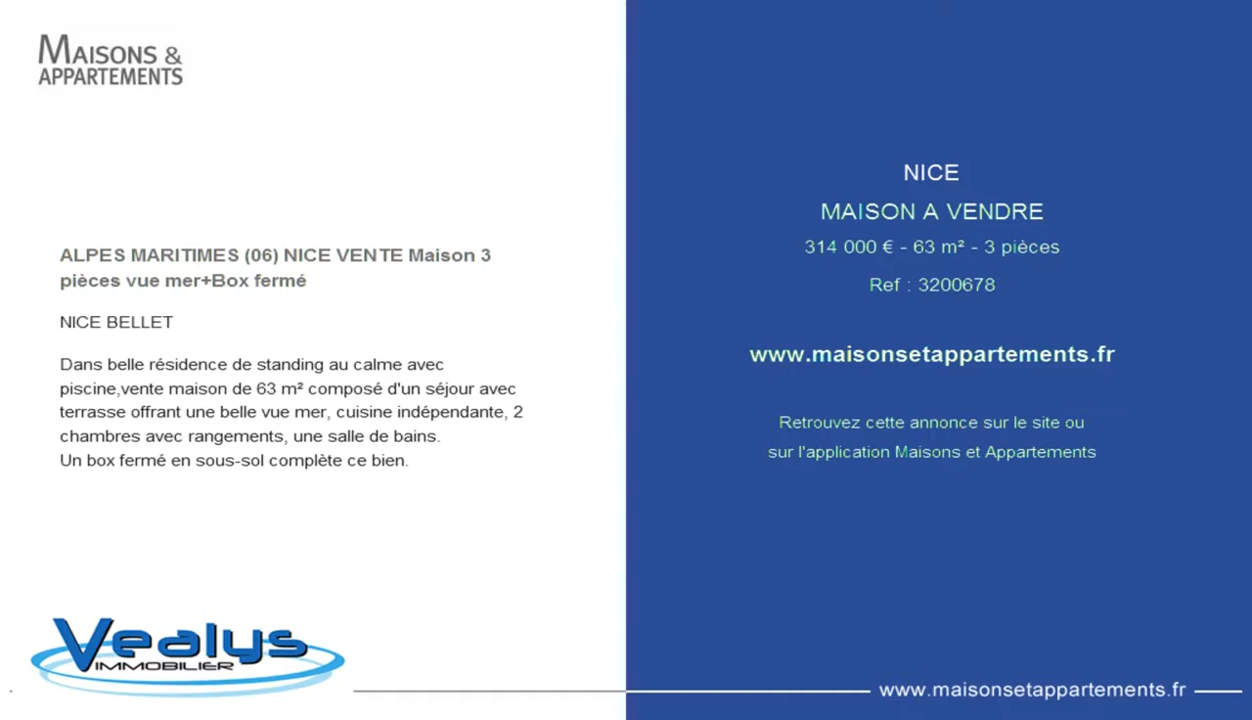 MAISONS &
APPARTEMENTS
ALPES MARITIMES (06) NICE VENTE Maison 3
pièces vue mer+Box fermé
NICE BELLET
Dans belle résidence de standing au calme avec
piscine,vente maison de 63 m² composé d'un séjour avec
terrasse offrant une belle vue mer, cuisine indépendante, 2
chambres avec rangements, une salle de bains.
Un box fermé en sous-sol complète ce bien.
Vealys
IMMOBILIER
NICE
MAISON A VENDRE
314 000 € - 63 m² - 3 pièces
Ref : 3200678
www.maisonsetappartements.fr
Retrouvez cette annonce sur le site ou
sur l'application Maisons et Appartements
www.maisonsetappartements.fr